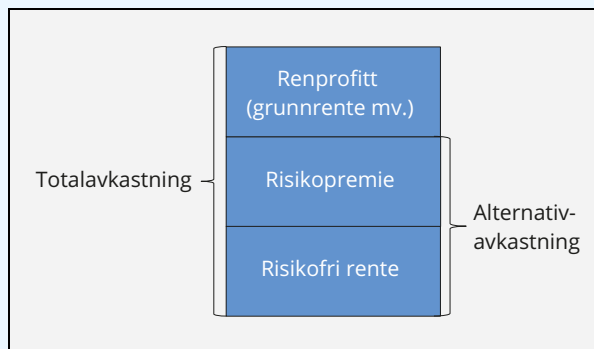 Renprofitt
(grunnrente mv.)
Totalavkastning
Risikopremie
Alternativ-
avkastning
Risikofri rente